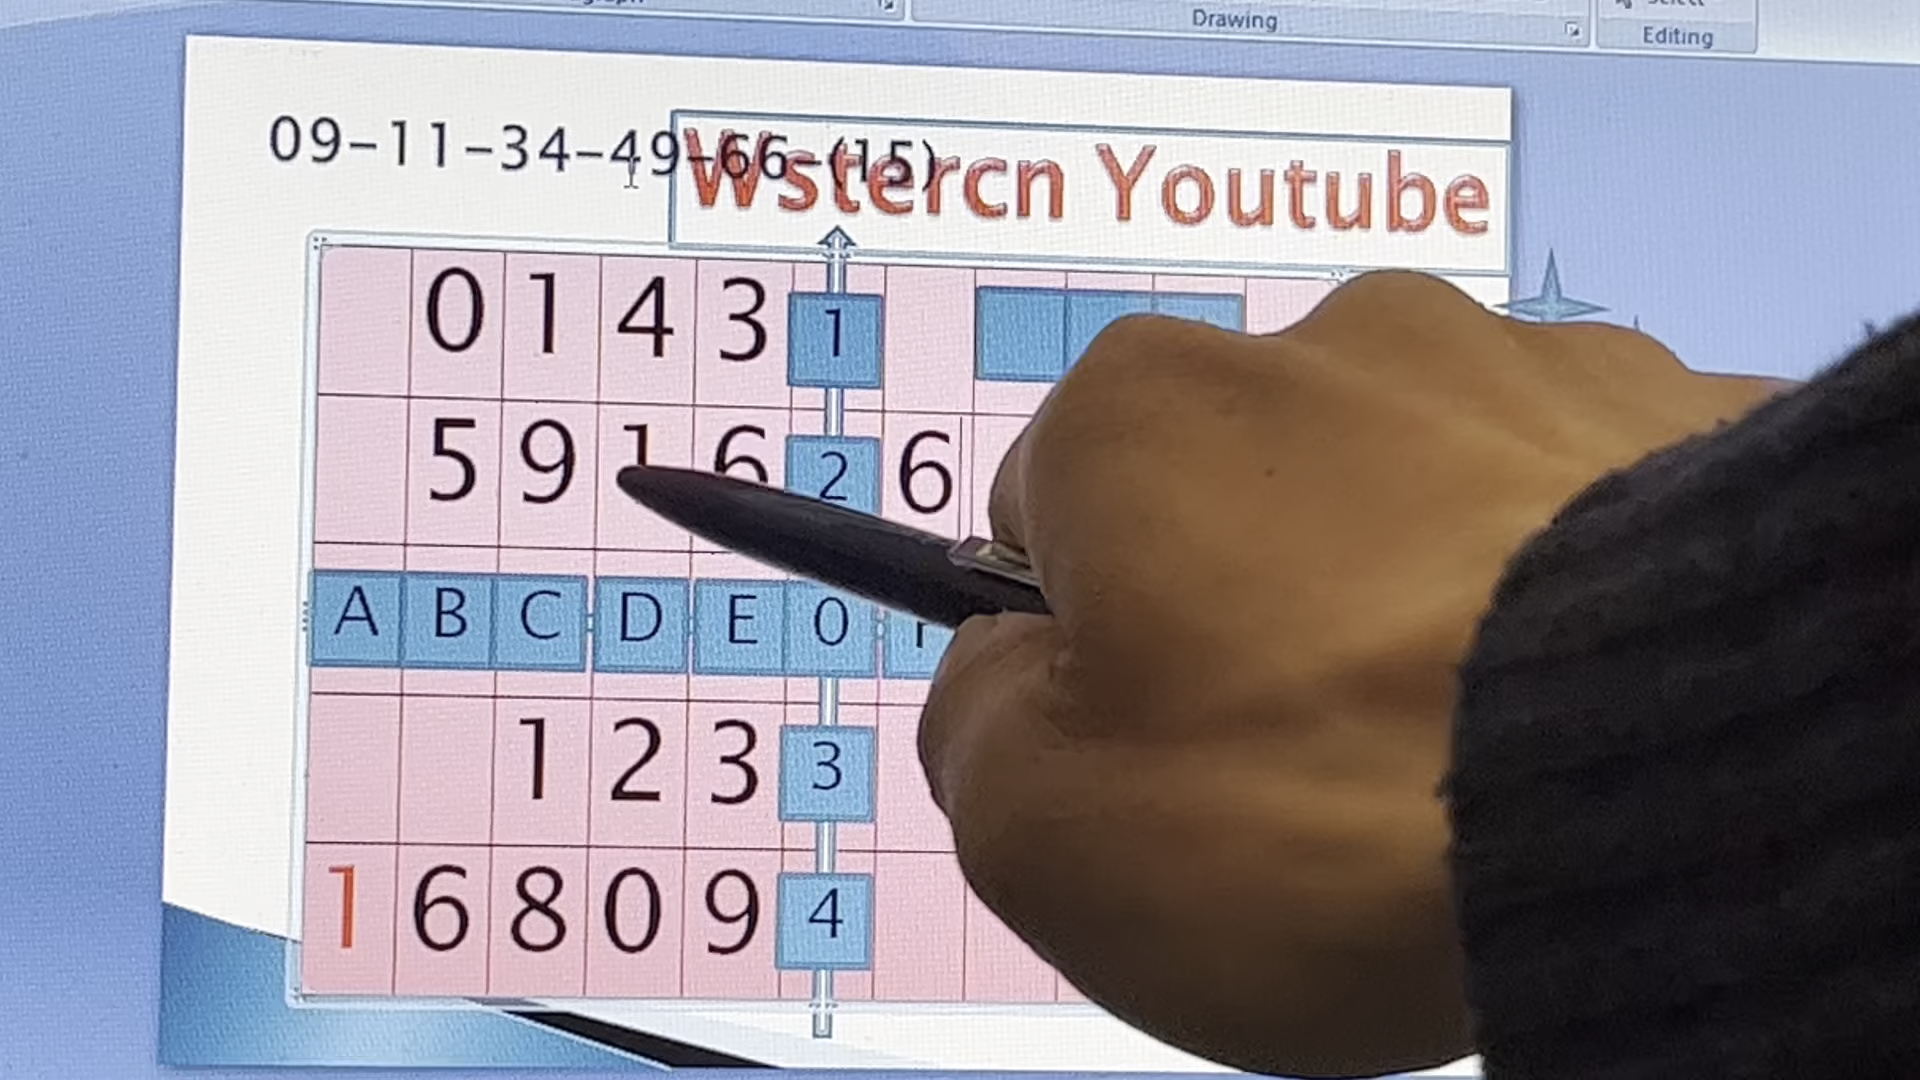 Drawing
Editing
09-11-34-49-66-(15)
Wstercn Youtube
0 1 4 3 1
5 9 1 6 2 6
A B C D E 0
1 2 3 3
1 6 8 0 9 4